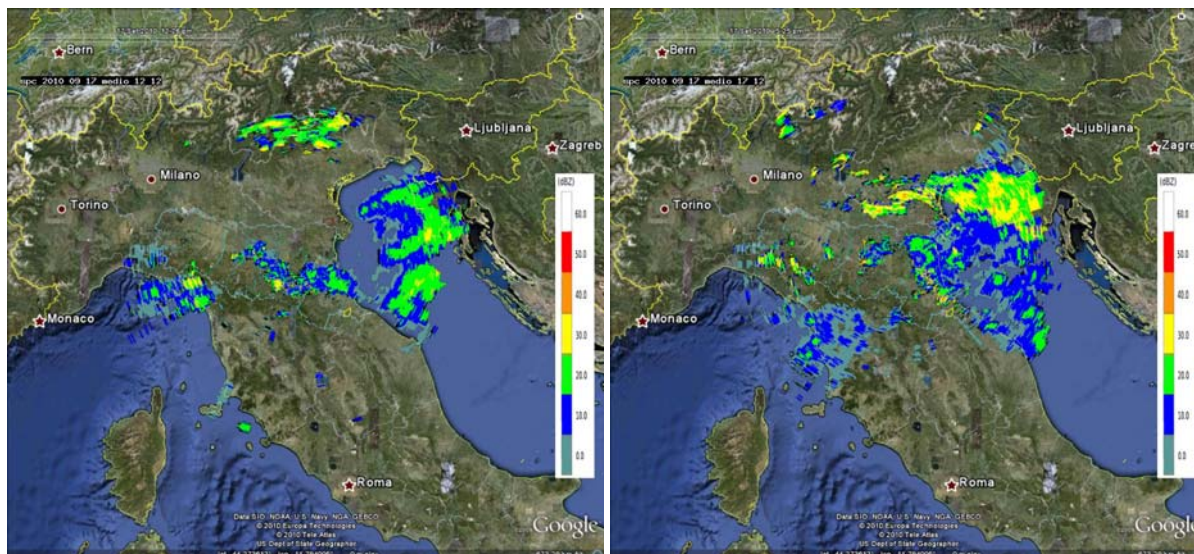 Bern
spc 2010 09 17 medio 12 12
Ljubljana
Zagreb
Milano
Torino
(dBZ)
60.0
50.0
40.0
30.0
20.0
10.0
0.0
Monaco
Roma
Data SIO, NOAA, U.S. Navy, NGA, GEBCO
© 2010 Europa Technologies
© 2010 Tele Atlas
US Dept of State Geographer
Google
Bern
spc 2010 09 17 medio 17 12
Ljubljana
Zagreb
Milano
Torino
(dBZ)
60.0
50.0
40.0
30.0
20.0
10.0
0.0
Monaco
Roma
Data SIO, NOAA, U.S. Navy, NGA, GEBCO
© 2010 Europa Technologies
© 2010 Tele Atlas
US Dept of State Geographer
Google